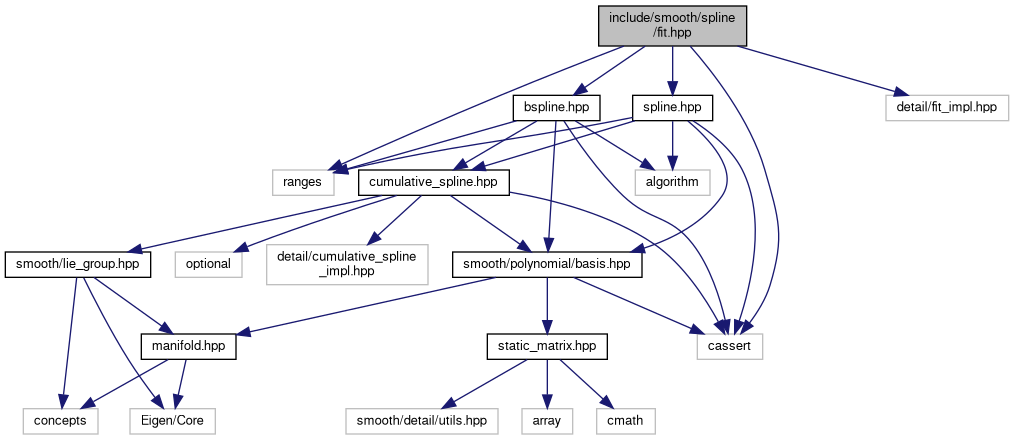 include/smooth/spline
/fit.hpp
bspline.hpp
spline.hpp
detail/fit_impl.hpp
ranges
cumulative_spline.hpp
algorithm
smooth/lie_group.hpp
optional
detail/cumulative_spline
_impl.hpp
smooth/polynomial/basis.hpp
manifold.hpp
static_matrix.hpp
cassert
concepts
Eigen/Core
smooth/detail/utils.hpp
array
cmath